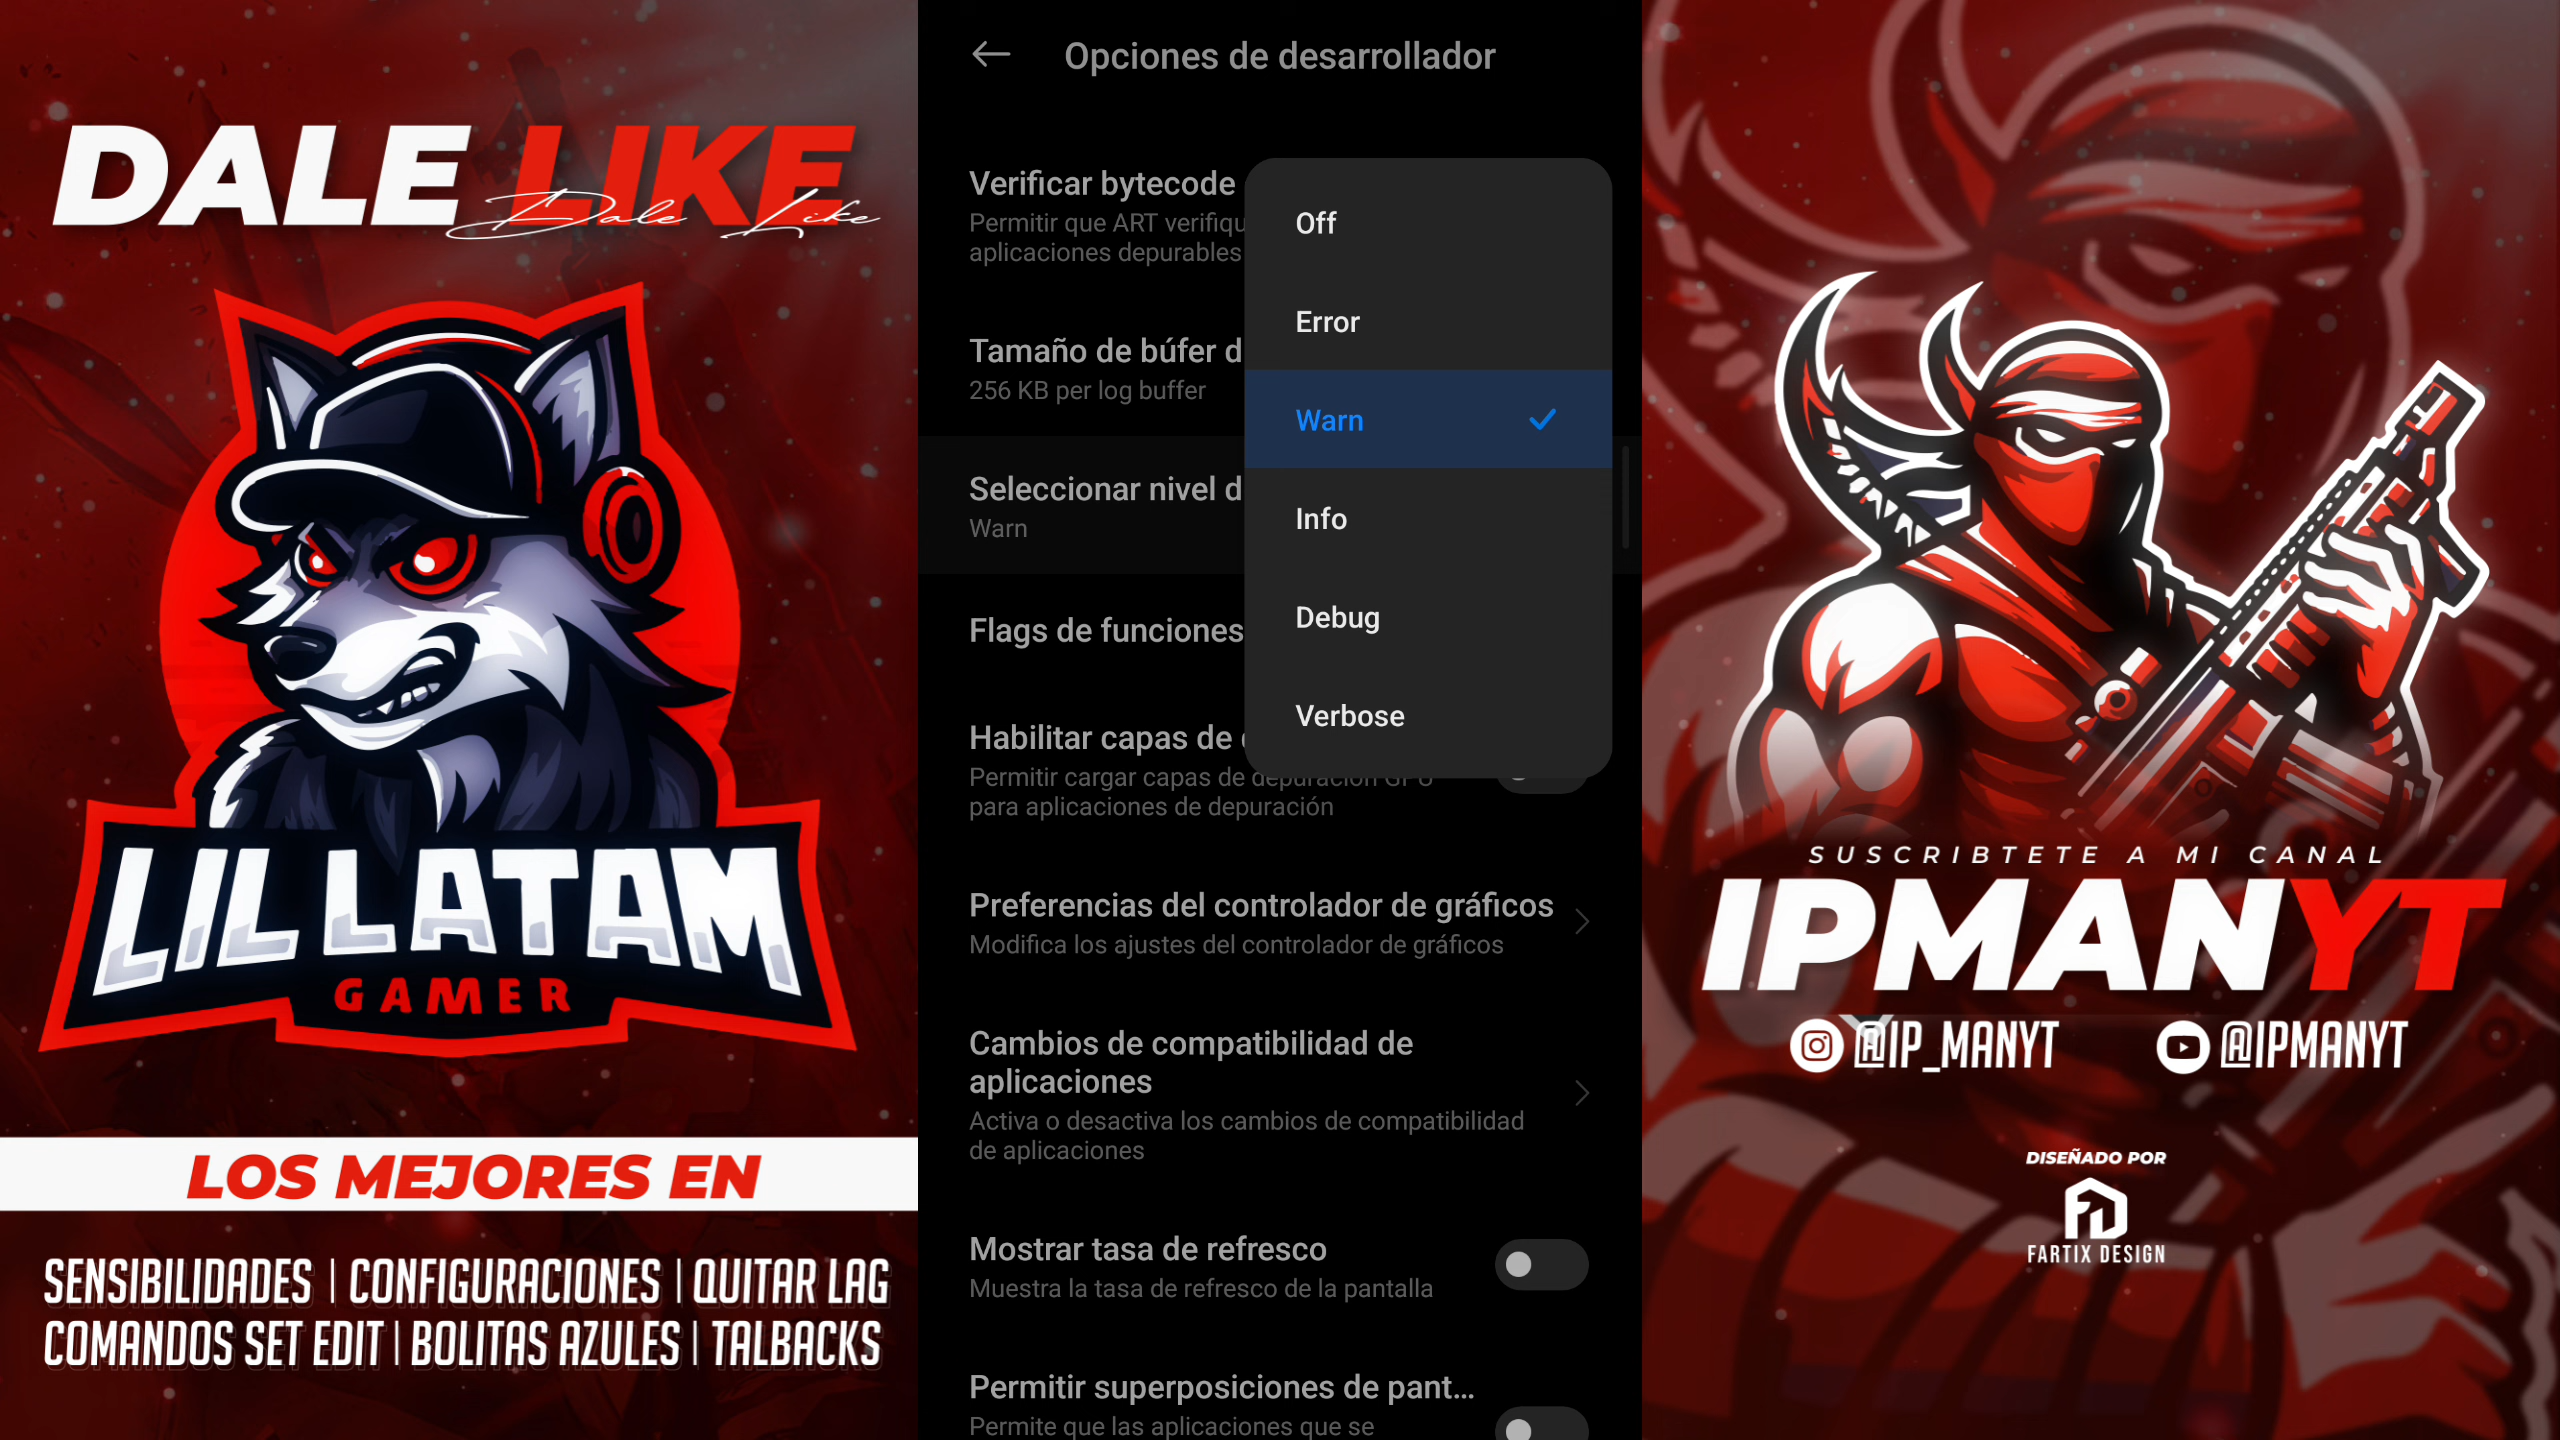 DALE LIKE
Dale Like
LIL LATAM
GAMER
LOS MEJORES EN
SENSIBILIDADES | CONFIGURACIONES | QUITAR LAG
COMANDOS SET EDIT | BOLITAS AZULES | TALBACKS
Opciones de desarrollador
Verificar bytecode
Permitir que ART verifiqu
aplicaciones depurables
Tamaño de búfer d
256 KB per log buffer
Seleccionar nivel d
Warn
Flags de funciones
Habilitar capas de
Permitir cargar capas de depuración GPU
para aplicaciones de depuración
Preferencias del controlador de gráficos
Modifica los ajustes del controlador de gráficos
Cambios de compatibilidad de
aplicaciones
Activa o desactiva los cambios de compatibilidad
de aplicaciones
Mostrar tasa de refresco
Muestra la tasa de refresco de la pantalla
Permitir superposiciones de pant...
Permite que las aplicaciones que se
Off
Error
Warn
Info
Debug
Verbose
SUSCRIBTETE A MI CANAL
IPMANYT
@IP_MANYT
@IPMANYT
DISEÑADO POR
FARTIX DESIGN